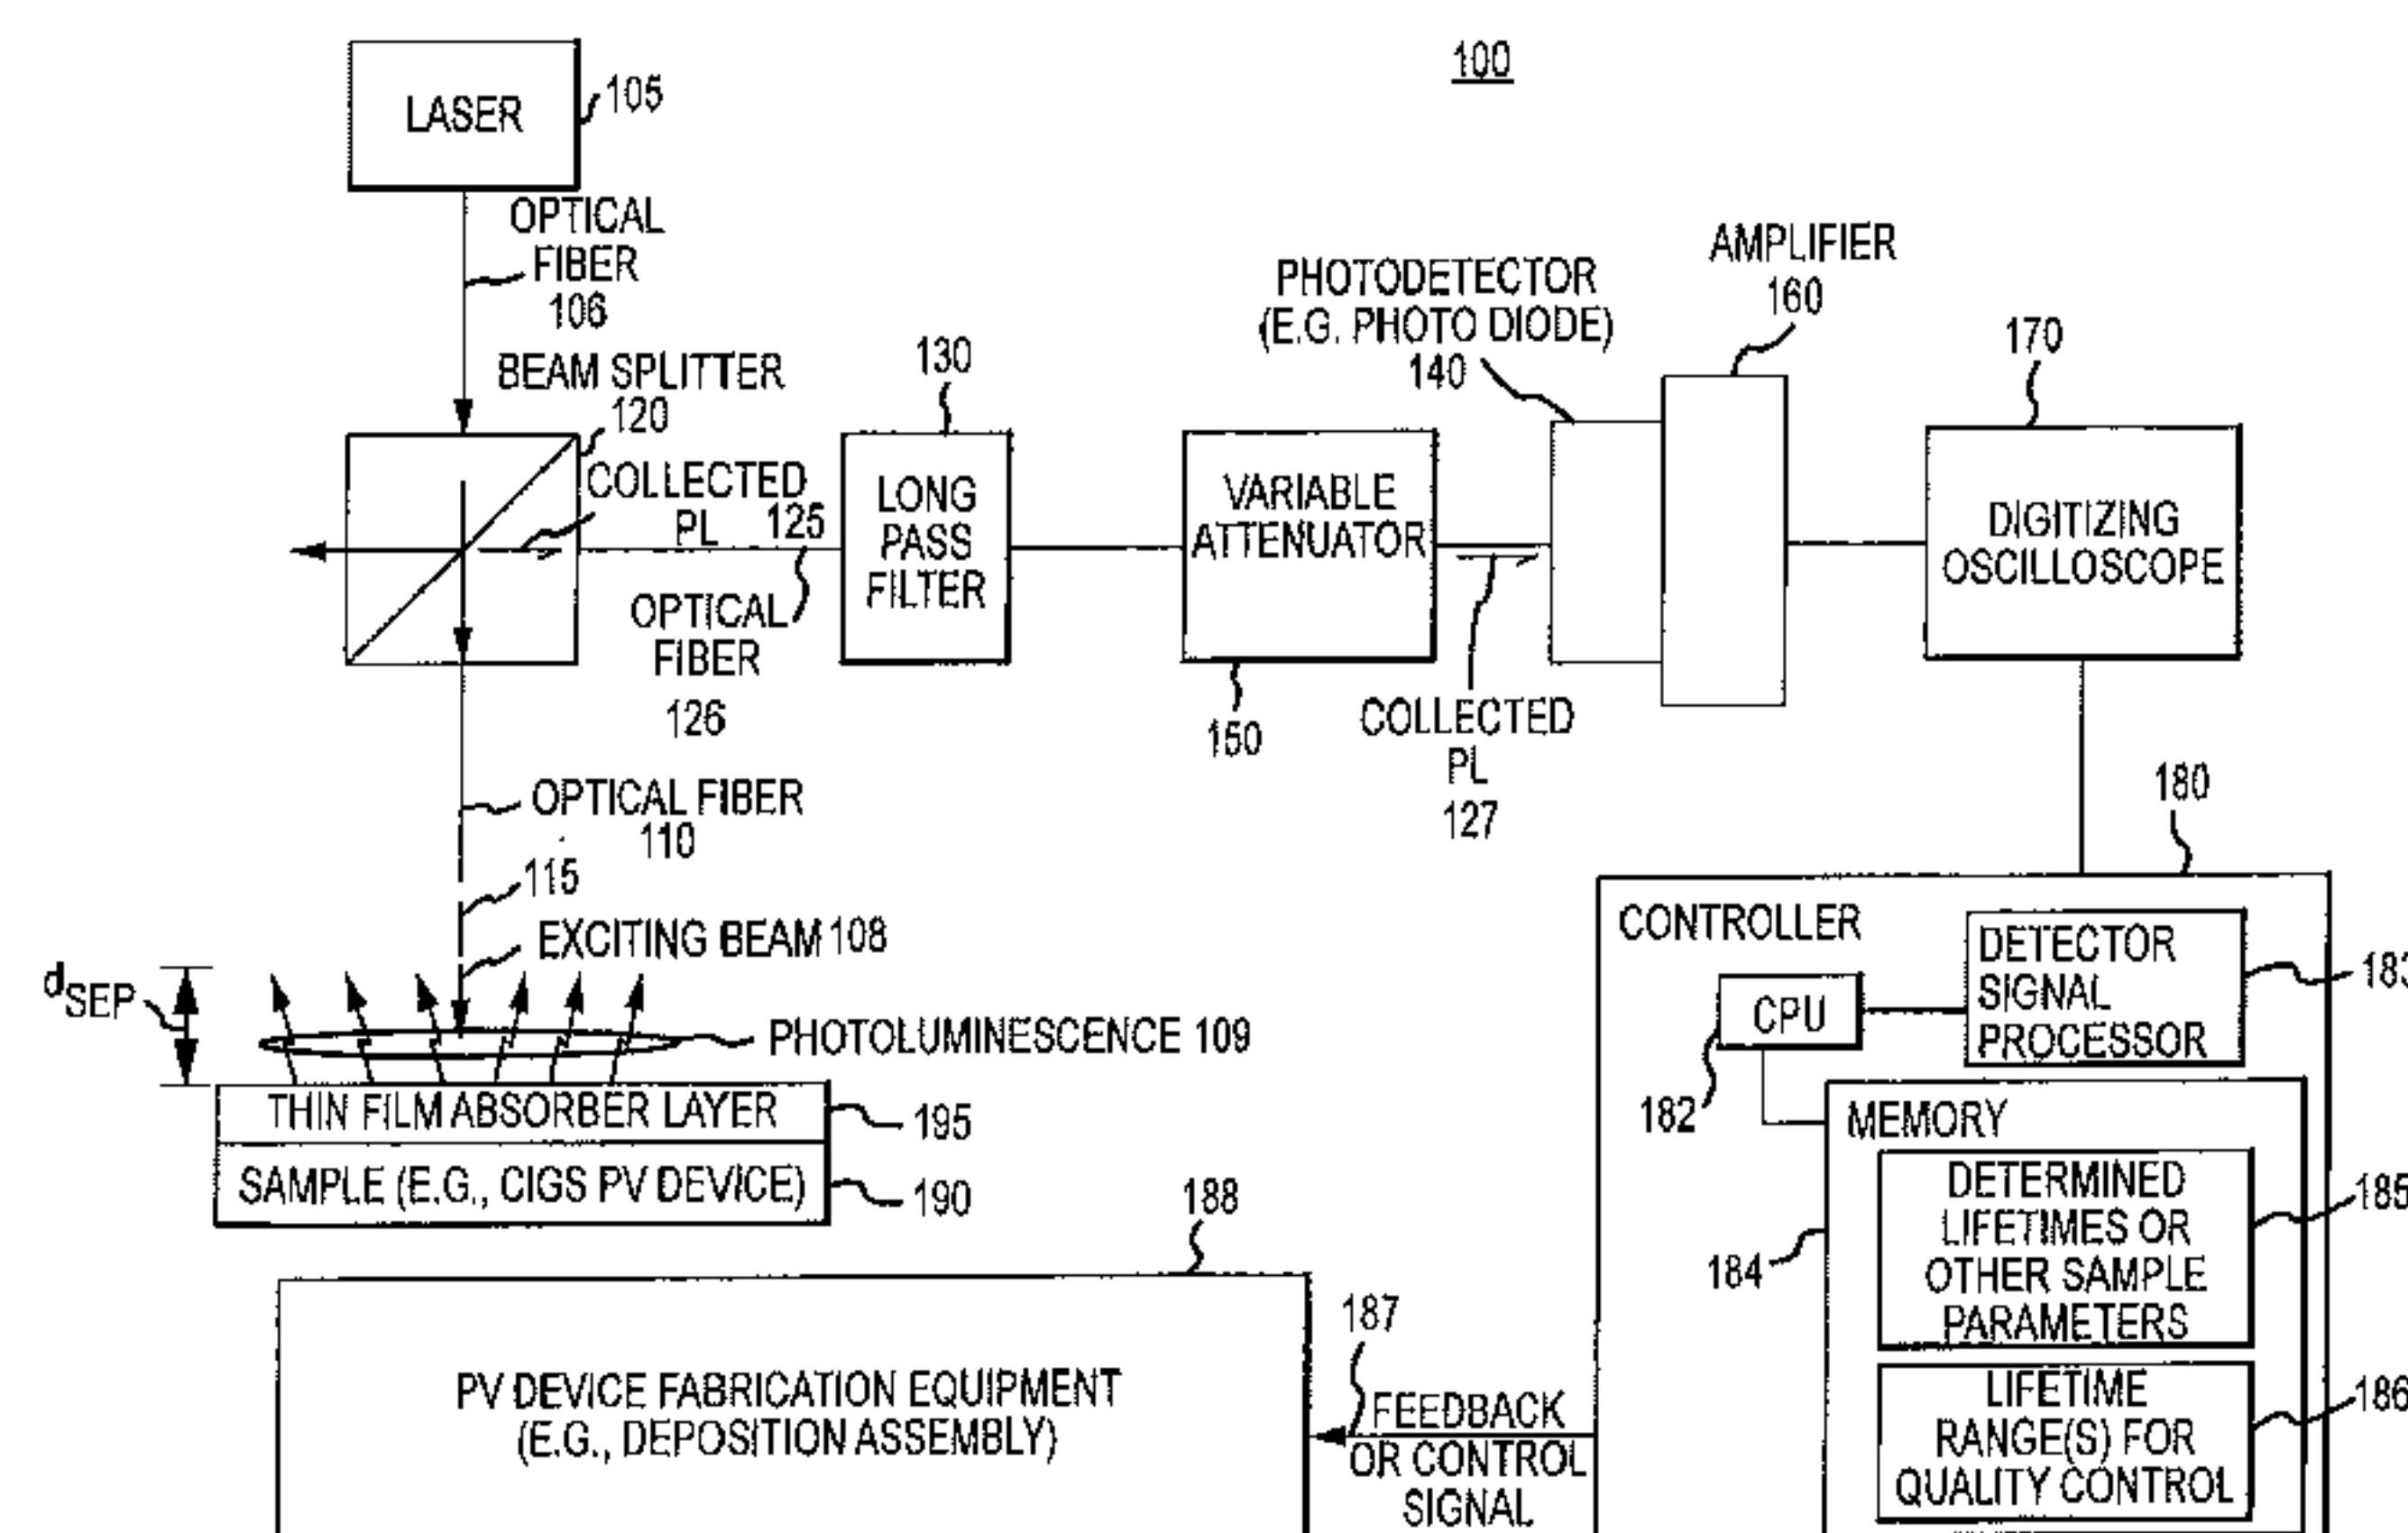 100
LASER
105
OPTICAL
FIBER
106
BEAM SPLITTER
120
COLLECTED
PL 125
OPTICAL
FIBER
126
130
LONG
PASS
FILTER
VARIABLE
ATTENUATOR
150
COLLECTED
PL
127
PHOTODETECTOR
(E.G. PHOTO DIODE)
140
AMPLIFIER
160
170
DIGITIZING
OSCILLOSCOPE
OPTICAL FIBER
110
115
EXCITING BEAM 108
dSEP
PHOTOLUMINESCENCE 109
THIN FILM ABSORBER LAYER
195
SAMPLE (E.G., CIGS PV DEVICE)
190
180
CONTROLLER
DETECTOR
SIGNAL
PROCESSOR
183
CPU
182
MEMORY
184
DETERMINED
LIFETIMES OR
OTHER SAMPLE
PARAMETERS
185
LIFETIME
RANGE(S) FOR
QUALITY CONTROL
186
188
PV DEVICE FABRICATION EQUIPMENT
(E.G., DEPOSITION ASSEMBLY)
187
FEEDBACK
OR CONTROL
SIGNAL